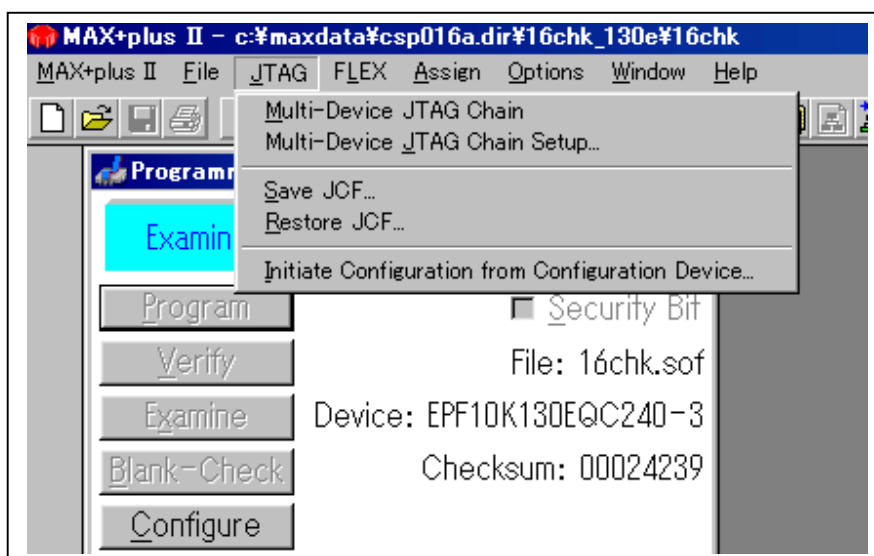 MAX+plus II - c:¥maxdata¥csp016a.dir¥16chk_130e¥16chk
MAX+plus II File JTAG FLEX Assign Options Window Help
Multi-Device JTAG Chain
Multi-Device JTAG Chain Setup...
Save JCF...
Restore JCF...
Initiate Configuration from Configuration Device...
Programm
Examin
Program
Security Bit
Verify
File: 16chk.sof
Examine
Device: EPF10K130EQC240-3
Blank-Check
Checksum: 00024239
Configure